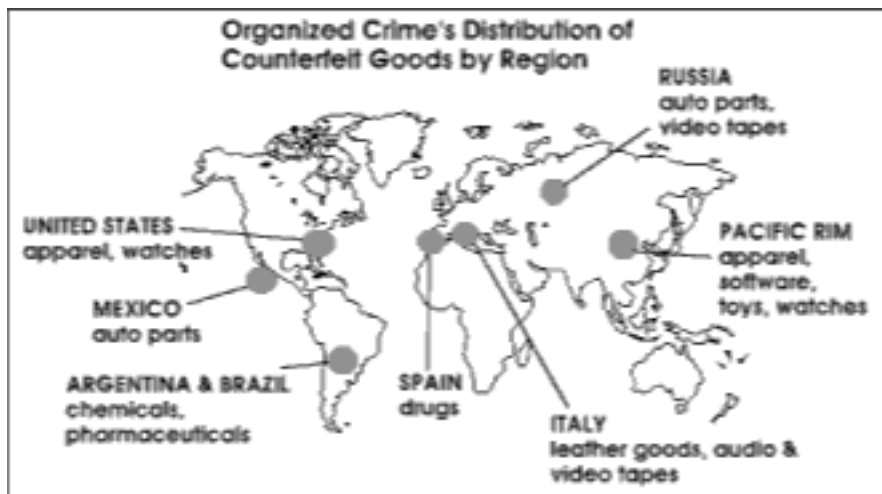 Organized Crime's Distribution of
Counterfeit Goods by Region
RUSSIA
auto parts,
video tapes
UNITED STATES
apparel, watches
PACIFIC RIM
apparel,
software,
toys, watches
MEXICO
auto parts
ARGENTINA & BRAZIL
chemicals,
pharmaceuticals
SPAIN
drugs
ITALY
leather goods, audio &
video tapes